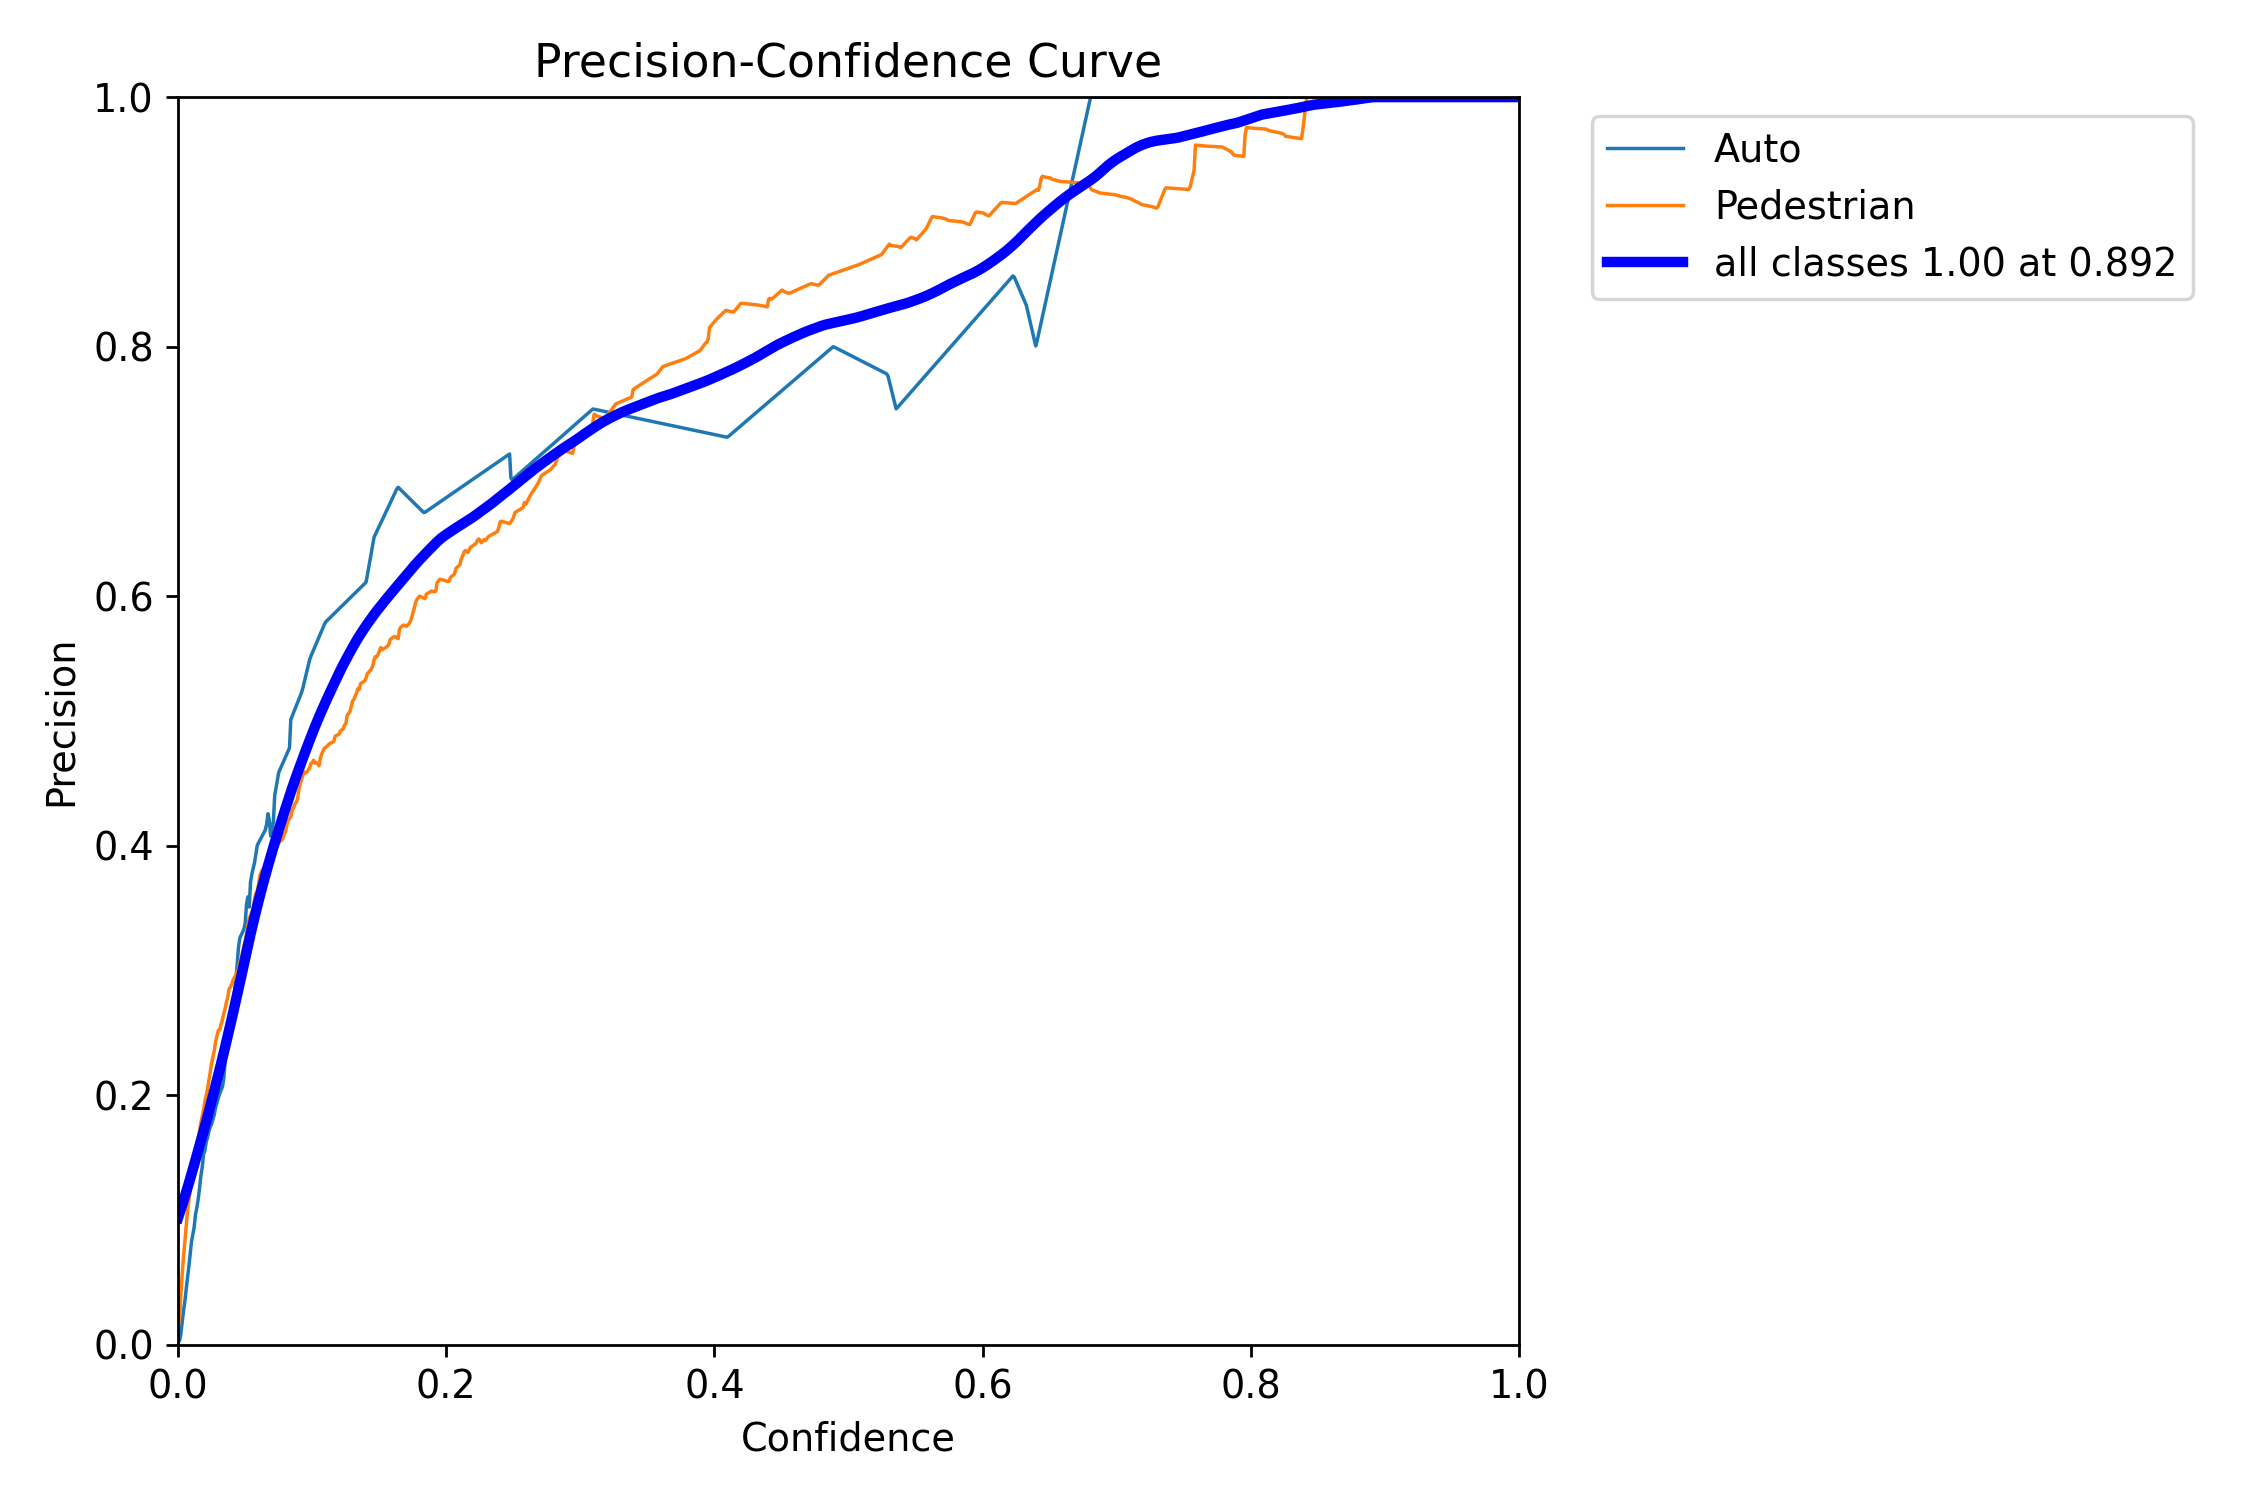 Precision-Confidence Curve
1.0
0.8
0.6
0.4
0.2
0.0
Precision
0.0 0.2 0.4 0.6 0.8 1.0
Confidence
Auto
Pedestrian
all classes 1.00 at 0.892